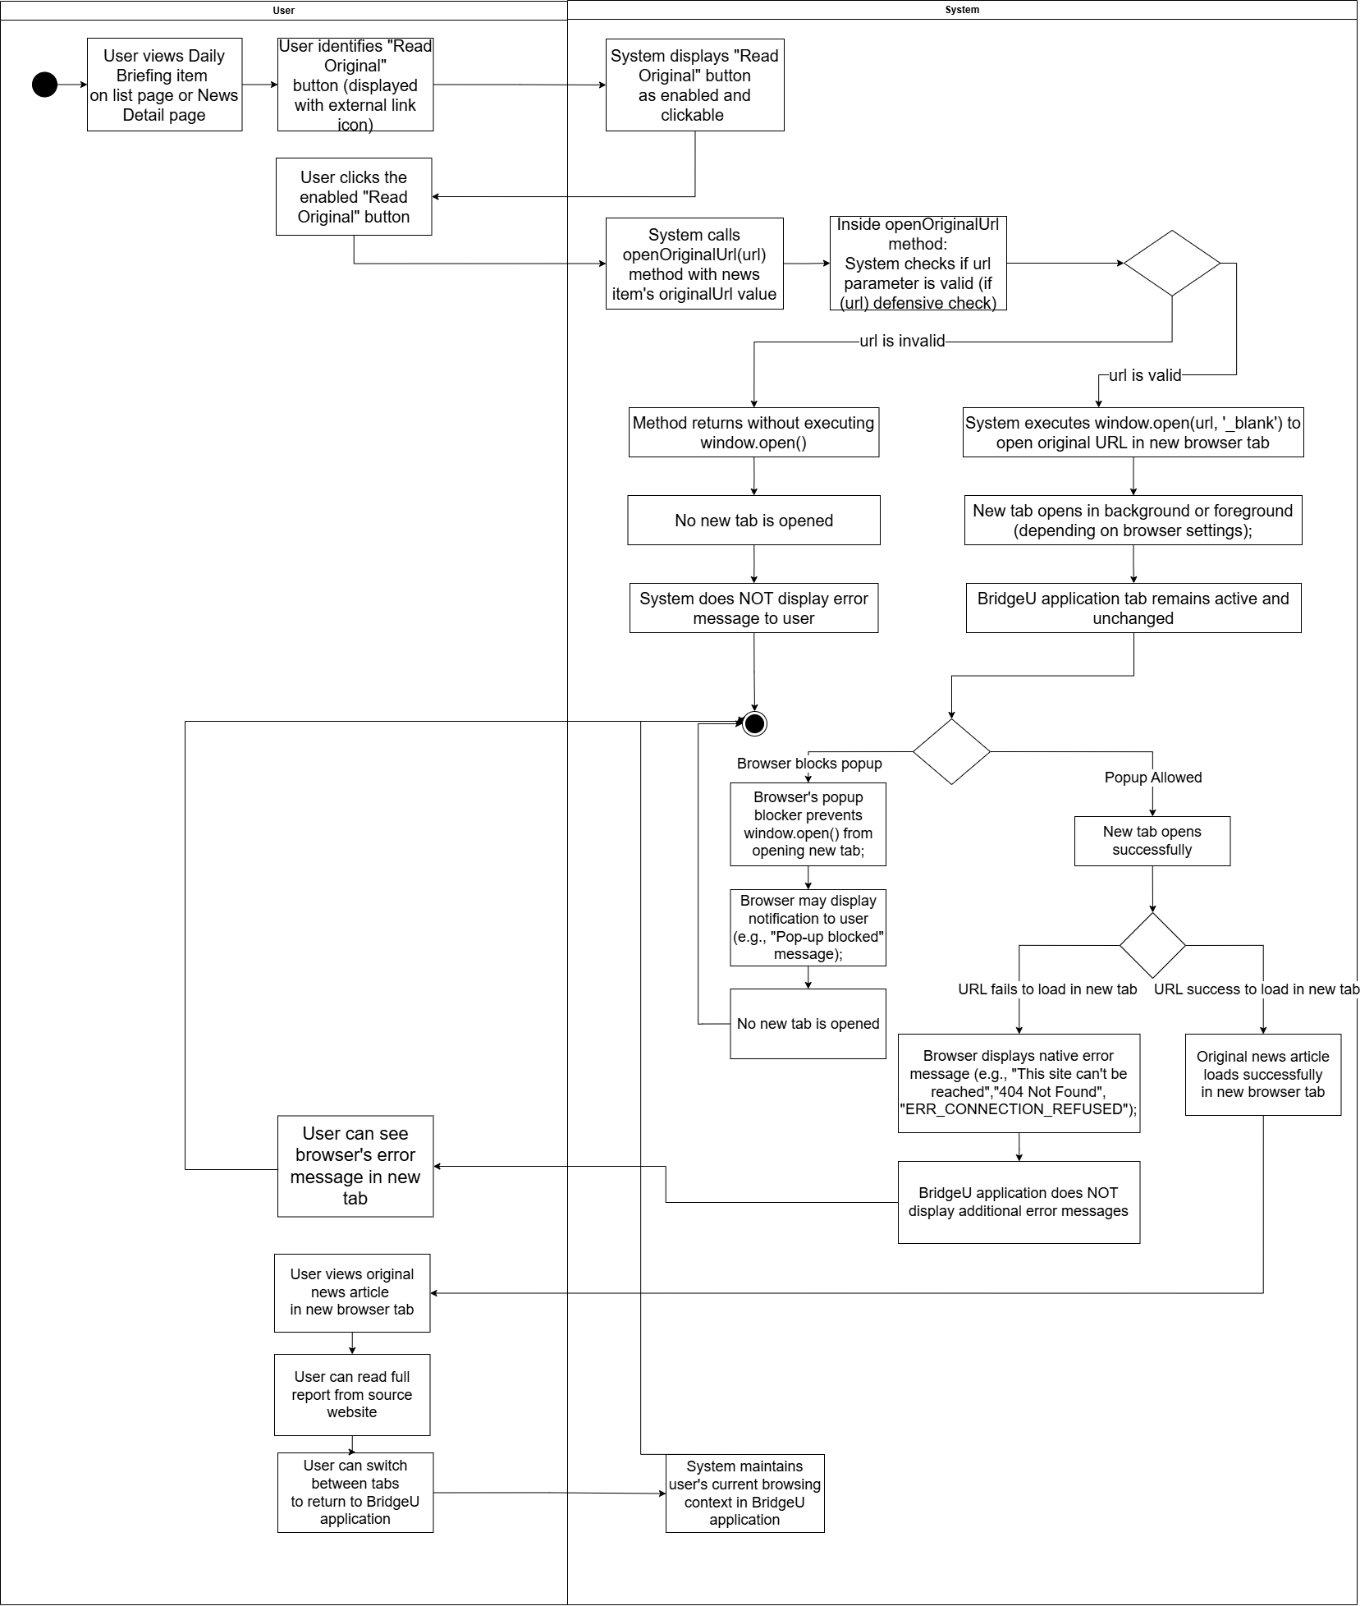 User
System
User views Daily
Briefing item
on list page or News
Detail page
User identifies "Read
Original"
button (displayed
with external link
icon)
System displays "Read
Original" button
as enabled and
clickable
User clicks the
enabled "Read
Original" button
System calls
openOriginalUrl(url)
method with news
item's originalUrl value
Inside openOriginalUrl
method:
System checks if url
parameter is valid (if
(url) defensive check)
url is invalid
url is valid
Method returns without executing
window.open()
System executes window.open(url, '_blank') to
open original URL in new browser tab
No new tab is opened
New tab opens in background or foreground
(depending on browser settings);
System does NOT display error
message to user
BridgeU application tab remains active and
unchanged
Browser blocks popup
Popup Allowed
Browser's popup
blocker prevents
window.open() from
opening new tab;
New tab opens
successfully
Browser may display
notification to user
(e.g., "Pop-up blocked"
message);
URL fails to load in new tab
URL success to load in new tab
No new tab is opened
Browser displays native error
message (e.g., "This site can't be
reached","404 Not Found",
"ERR_CONNECTION_REFUSED");
Original news article
loads successfully
in new browser tab
User can see
browser's error
message in new
tab
BridgeU application does NOT
display additional error messages
User views original
news article
in new browser tab
User can read full
report from source
website
User can switch
between tabs
to return to BridgeU
application
System maintains
user's current browsing
context in BridgeU
application